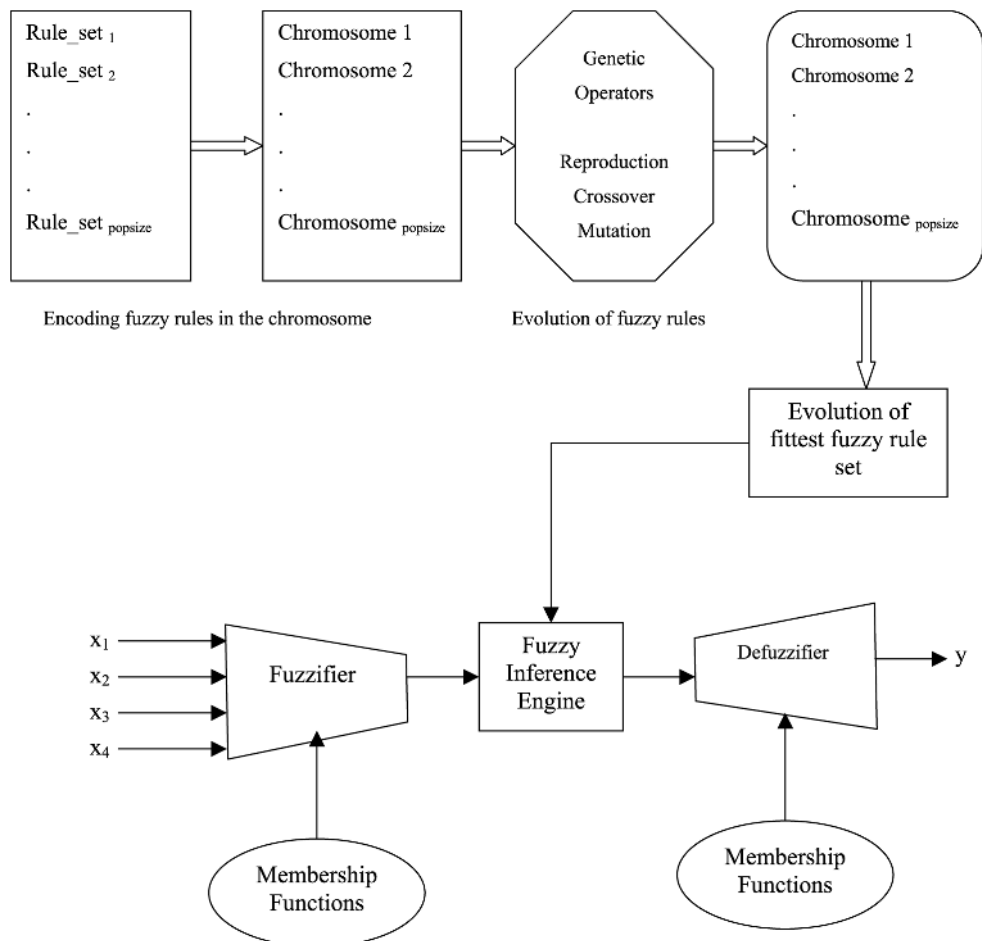 Rule_set 1
Rule_set 2
.
.
.
Rule_set popsize
Chromosome 1
Chromosome 2
.
.
.
Chromosome popsize
Genetic
Operators
Reproduction
Crossover
Mutation
Chromosome 1
Chromosome 2
.
.
.
Chromosome popsize
Encoding fuzzy rules in the chromosome
Evolution of fuzzy rules
Evolution of
fittest fuzzy rule
set
x1
x2
x3
x4
Fuzzifier
Fuzzy
Inference
Engine
Defuzzifier
y
Membership
Functions
Membership
Functions